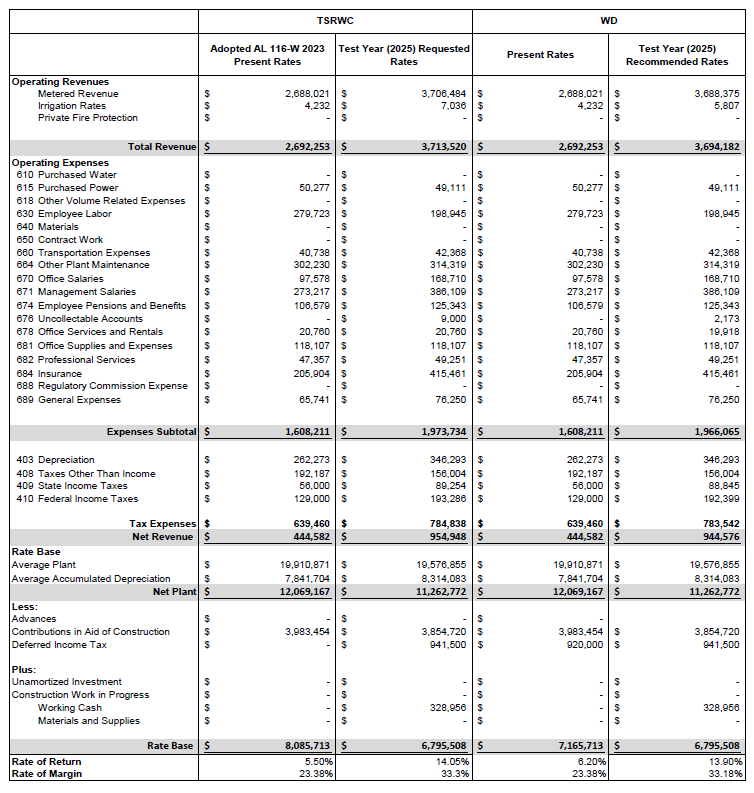 TSRWC WD
Adopted AL 116-W 2023 Present Rates Test Year (2025) Requested Rates Present Rates Test Year (2025) Recommended Rates
Operating Revenues
Metered Revenue $ 2,688,021 $ 3,706,484 $ 2,688,021 $ 3,688,375
Irrigation Rates $ 4,232 $ 7,036 $ 4,232 $ 5,807
Private Fire Protection $ - $ - $ - $ -
Total Revenue $ 2,692,253 $ 3,713,520 $ 2,692,253 $ 3,694,182
Operating Expenses
610 Purchased Water $ - $ - $ - $ -
615 Purchased Power $ 50,277 $ 49,111 $ 50,277 $ 49,111
618 Other Volume Related Expenses $ - $ - $ - $ -
630 Employee Labor $ 279,723 $ 198,945 $ 279,723 $ 198,945
640 Materials $ - $ - $ - $ -
650 Contract Work $ - $ - $ - $ -
660 Transportation Expenses $ 40,738 $ 42,368 $ 40,738 $ 42,368
664 Other Plant Maintenance $ 302,230 $ 314,319 $ 302,230 $ 314,319
670 Office Salaries $ 97,578 $ 168,710 $ 97,578 $ 168,710
671 Management Salaries $ 273,217 $ 386,109 $ 273,217 $ 386,109
674 Employee Pensions and Benefits $ 106,579 $ 125,343 $ 106,579 $ 125,343
676 Uncollectable Accounts $ - $ 9,000 $ - $ 2,173
678 Office Services and Rentals $ 20,760 $ 20,760 $ 20,760 $ 19,918
681 Office Supplies and Expenses $ 118,107 $ 118,107 $ 118,107 $ 118,107
682 Professional Services $ 47,357 $ 49,251 $ 47,357 $ 49,251
684 Insurance $ 205,904 $ 415,461 $ 205,904 $ 415,461
688 Regulatory Commission Expense $ - $ - $ - $ -
689 General Expenses $ 65,741 $ 76,250 $ 65,741 $ 76,250
Expenses Subtotal $ 1,608,211 $ 1,973,734 $ 1,608,211 $ 1,966,065
403 Depreciation $ 262,273 $ 346,293 $ 262,273 $ 346,293
408 Taxes Other Than Income $ 192,187 $ 156,004 $ 192,187 $ 156,004
409 State Income Taxes $ 56,000 $ 89,254 $ 56,000 $ 88,845
410 Federal Income Taxes $ 129,000 $ 193,286 $ 129,000 $ 192,399
Tax Expenses $ 639,460 $ 784,838 $ 639,460 $ 783,542
Net Revenue $ 444,582 $ 954,948 $ 444,582 $ 944,576
Rate Base
Average Plant $ 19,910,871 $ 19,576,855 $ 19,910,871 $ 19,576,855
Average Accumulated Depreciation $ 7,841,704 $ 8,314,083 $ 7,841,704 $ 8,314,083
Net Plant $ 12,069,167 $ 11,262,772 $ 12,069,167 $ 11,262,772
Less:
Advances $ - $ - $ -
Contributions in Aid of Construction $ 3,983,454 $ 3,854,720 $ 3,983,454 $ 3,854,720
Deferred Income Tax $ - $ 941,500 $ 920,000 $ 941,500
Plus:
Unamortized Investment $ - $ - $ - $ -
Construction Work in Progress $ - $ - $ - $ -
Working Cash $ - $ 328,956 $ - $ 328,956
Materials and Supplies $ - $ - $ - $ -
Rate Base $ 8,085,713 $ 6,795,508 $ 7,165,713 $ 6,795,508
Rate of Return 5.50% 14.05% 6.20% 13.90%
Rate of Margin 23.38% 33.3% 23.38% 33.18%